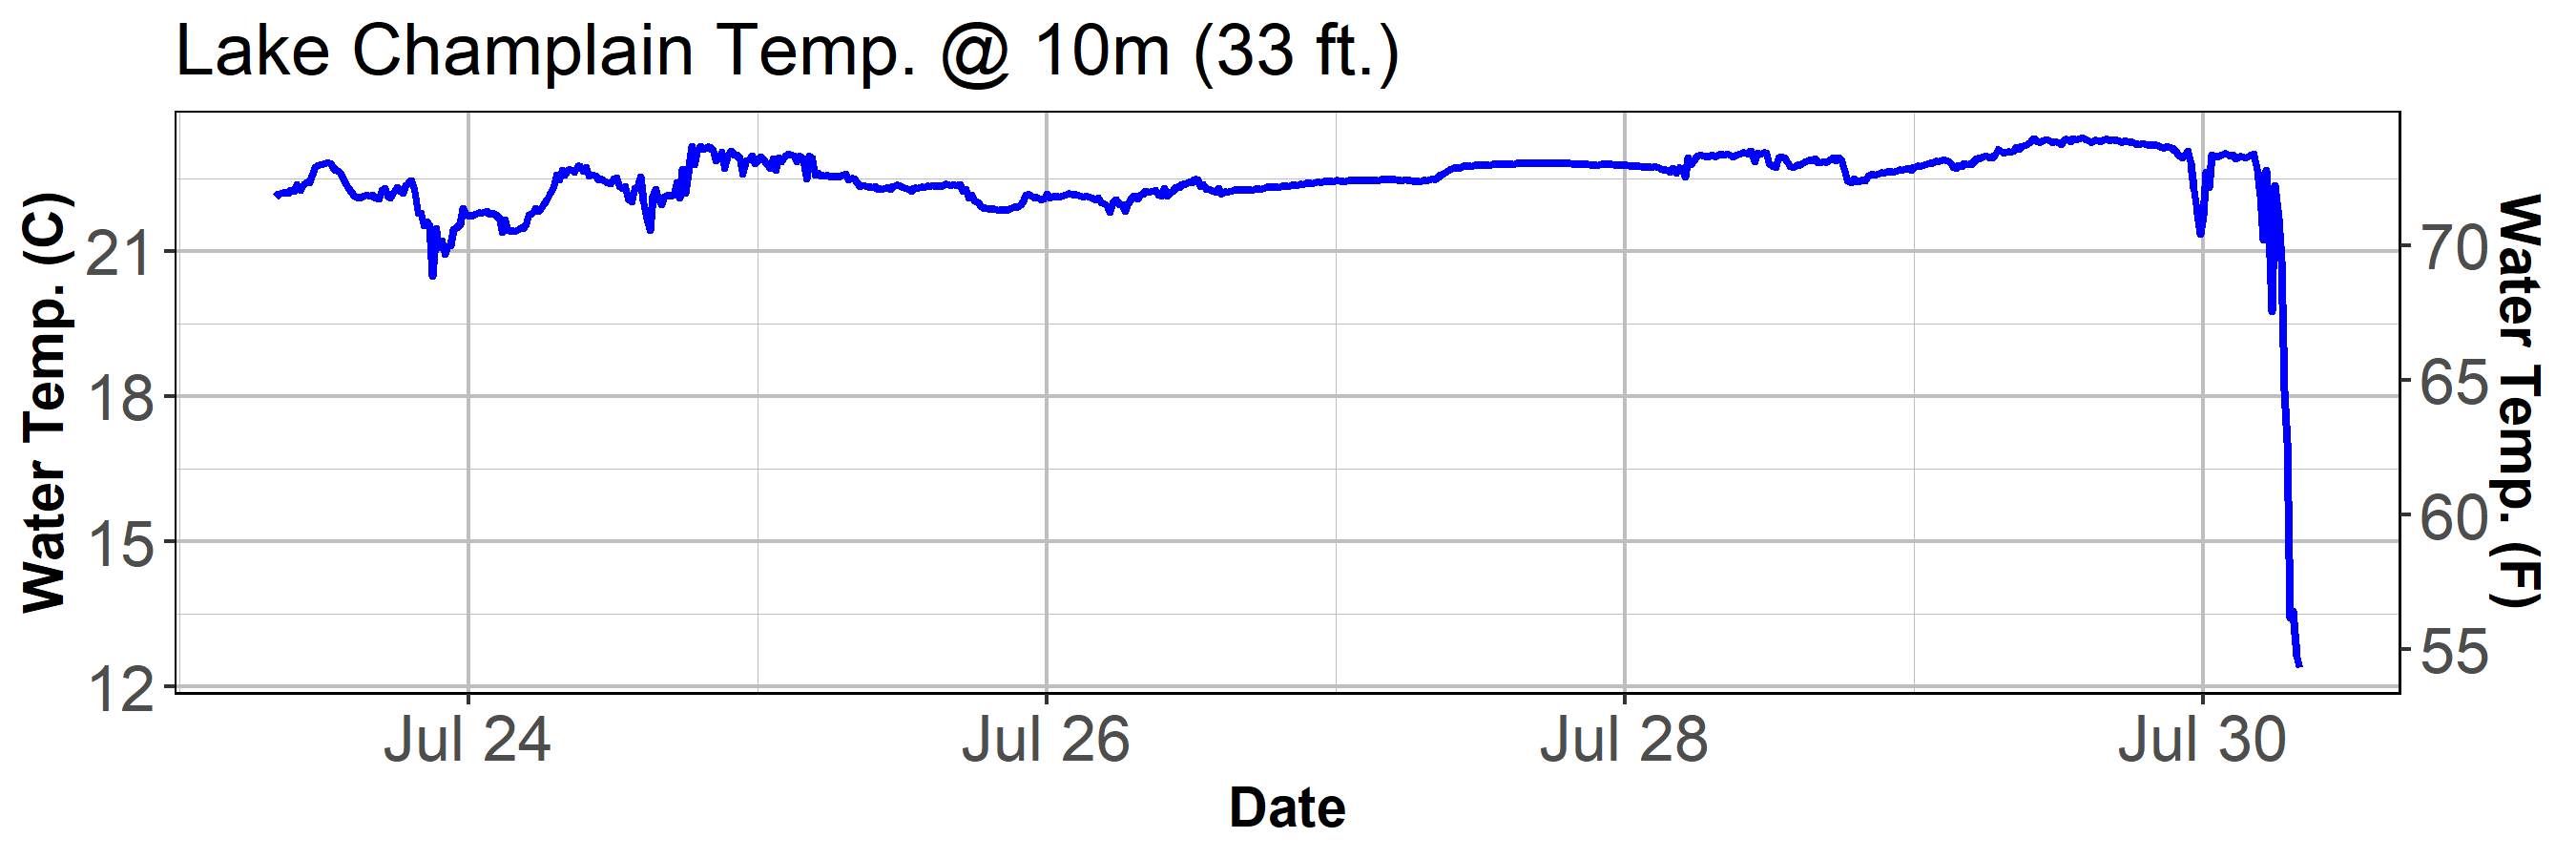 Lake Champlain Temp. @ 10m (33 ft.)
Water Temp. (C)
21
18
15
12
70
65
60
55
Water Temp. (F)
Jul 24
Jul 26
Jul 28
Jul 30
Date